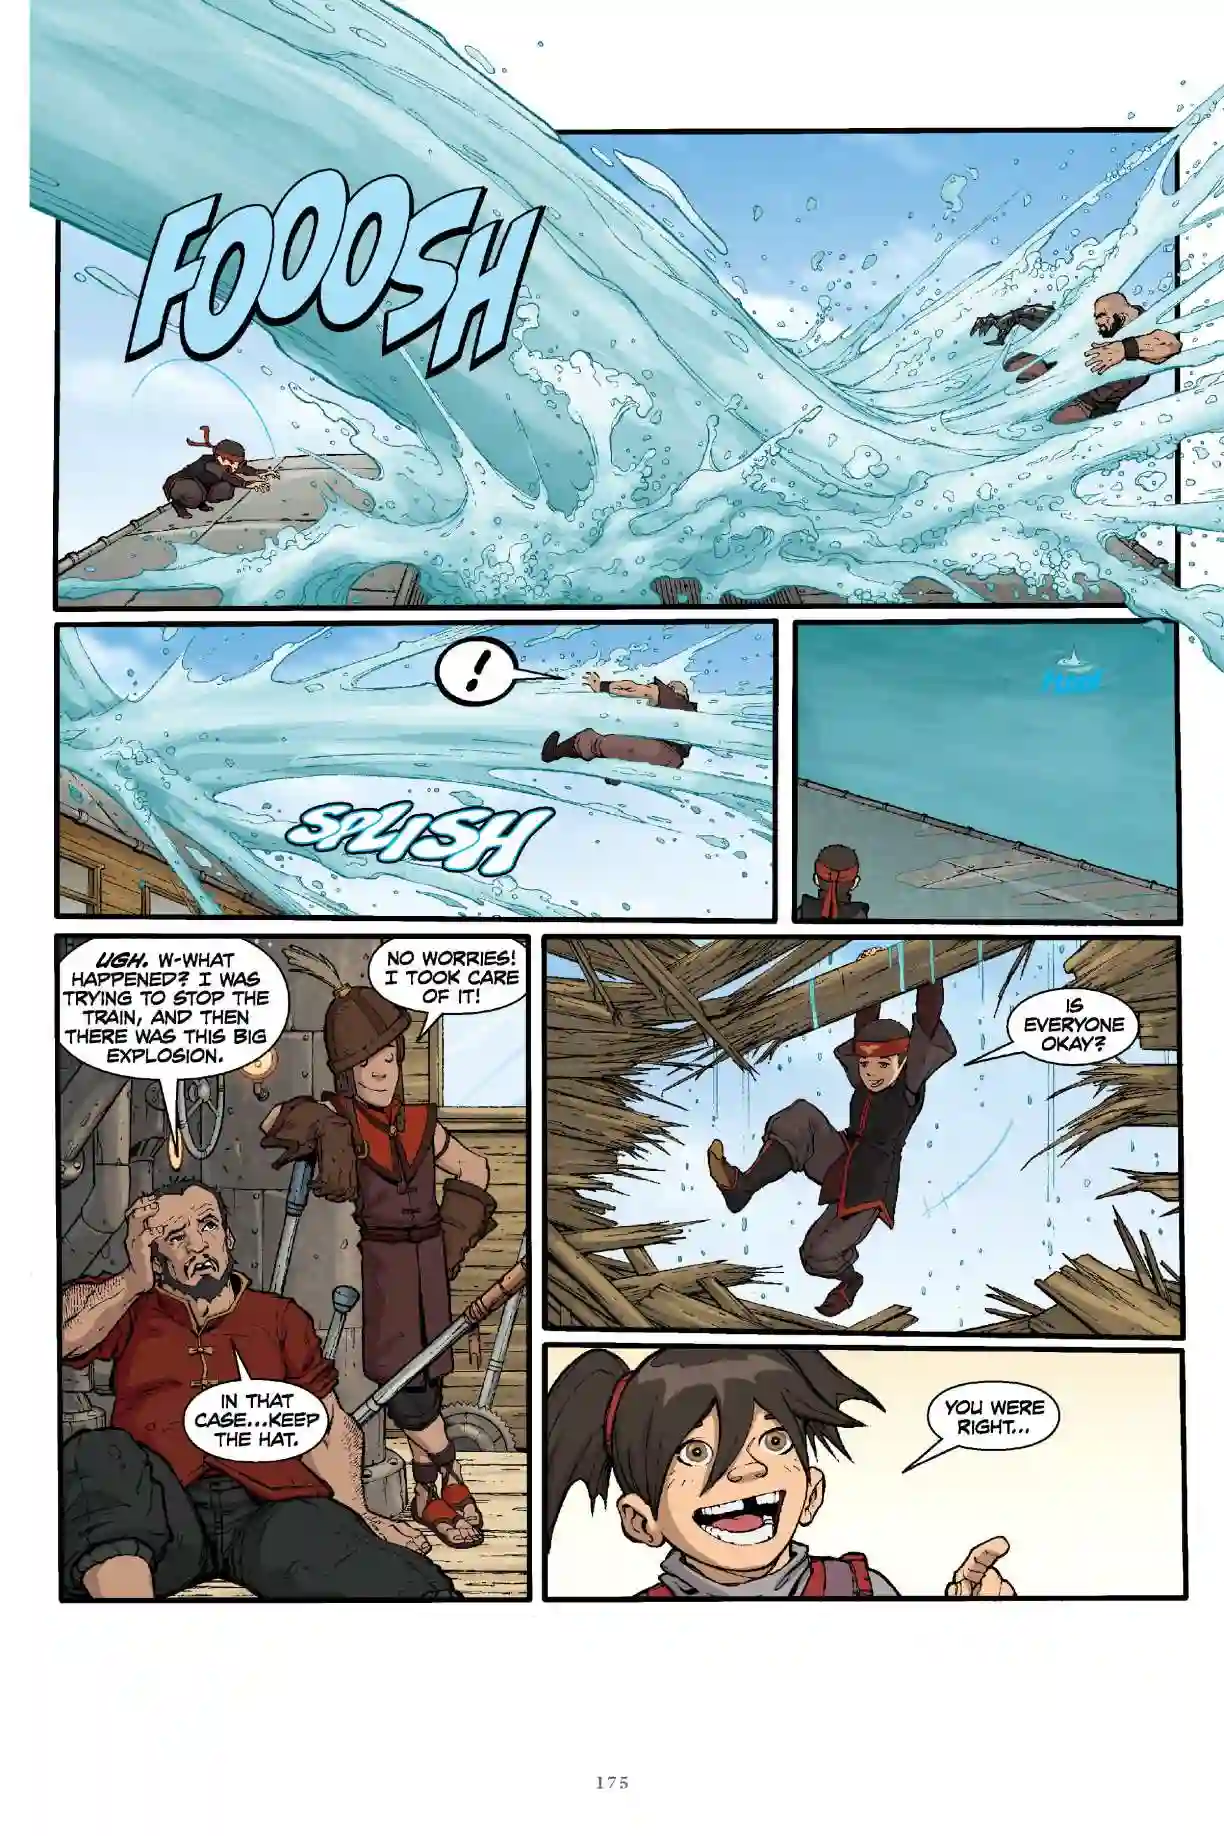 FOOOSH
!
SPLISH
UGH. W-WHAT
HAPPENED? I WAS
TRYING TO STOP THE
TRAIN, AND THEN
THERE WAS THIS BIG
EXPLOSION.
NO WORRIES!
I TOOK CARE
OF IT!
IN THAT
CASE...KEEP
THE HAT.
IS
EVERYONE
OKAY?
YOU WERE
RIGHT...
175